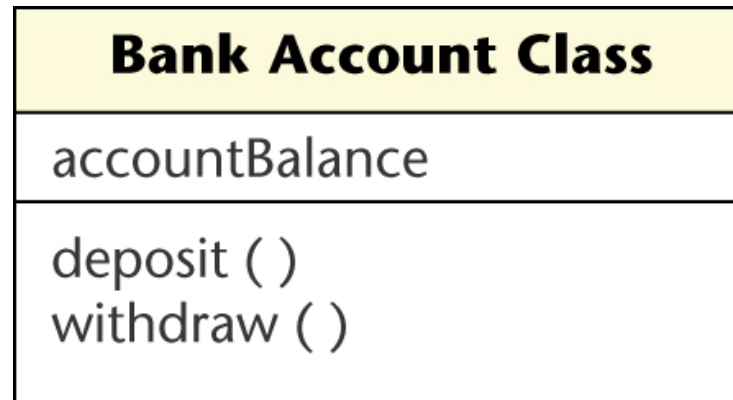 Bank Account Class
accountBalance
deposit ( )
withdraw ( )